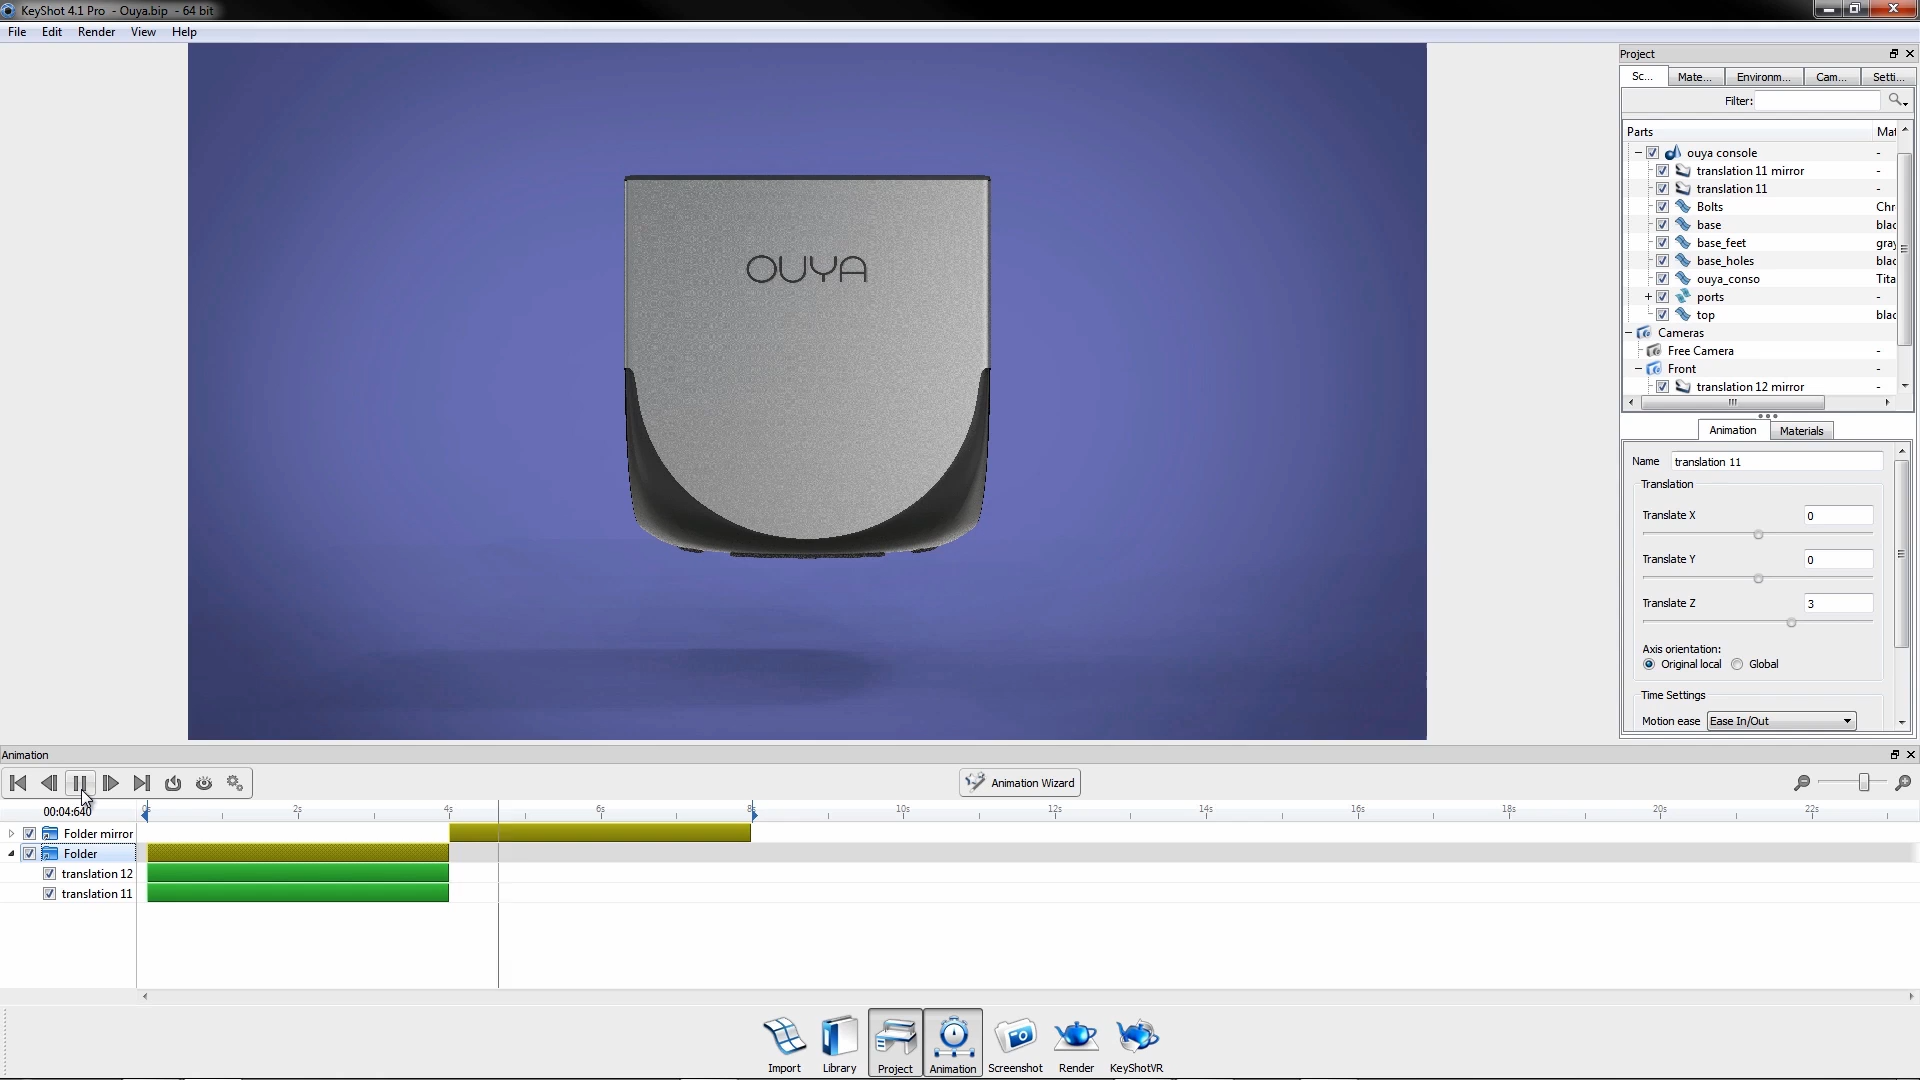 KeyShot 4.1 Pro - Ouya.bip - 64 bit
File Edit Render View Help
Project
Sc... Mate... Environm... Cam... Setti...
Filter:
Parts Mat
ouya console -
translation 11 mirror -
translation 11 -
Bolts Chr
base blac
base_feet gray
base_holes blac
ouya_conso Tita
ports -
top blac
Cameras
Free Camera -
Front -
translation 12 mirror -
OUYA
Animation Materials
Name translation 11
Translation
Translate X 0
Translate Y 0
Translate Z 3
Axis orientation:
Original local Global
Time Settings
Motion ease Ease In/Out
Animation
Animation Wizard
00:04:640
2s 4s 6s 8s 10s 12s 14s 16s 18s 20s 22s
Folder mirror
Folder
translation 12
translation 11
Import Library Project Animation Screenshot Render KeyShotVR